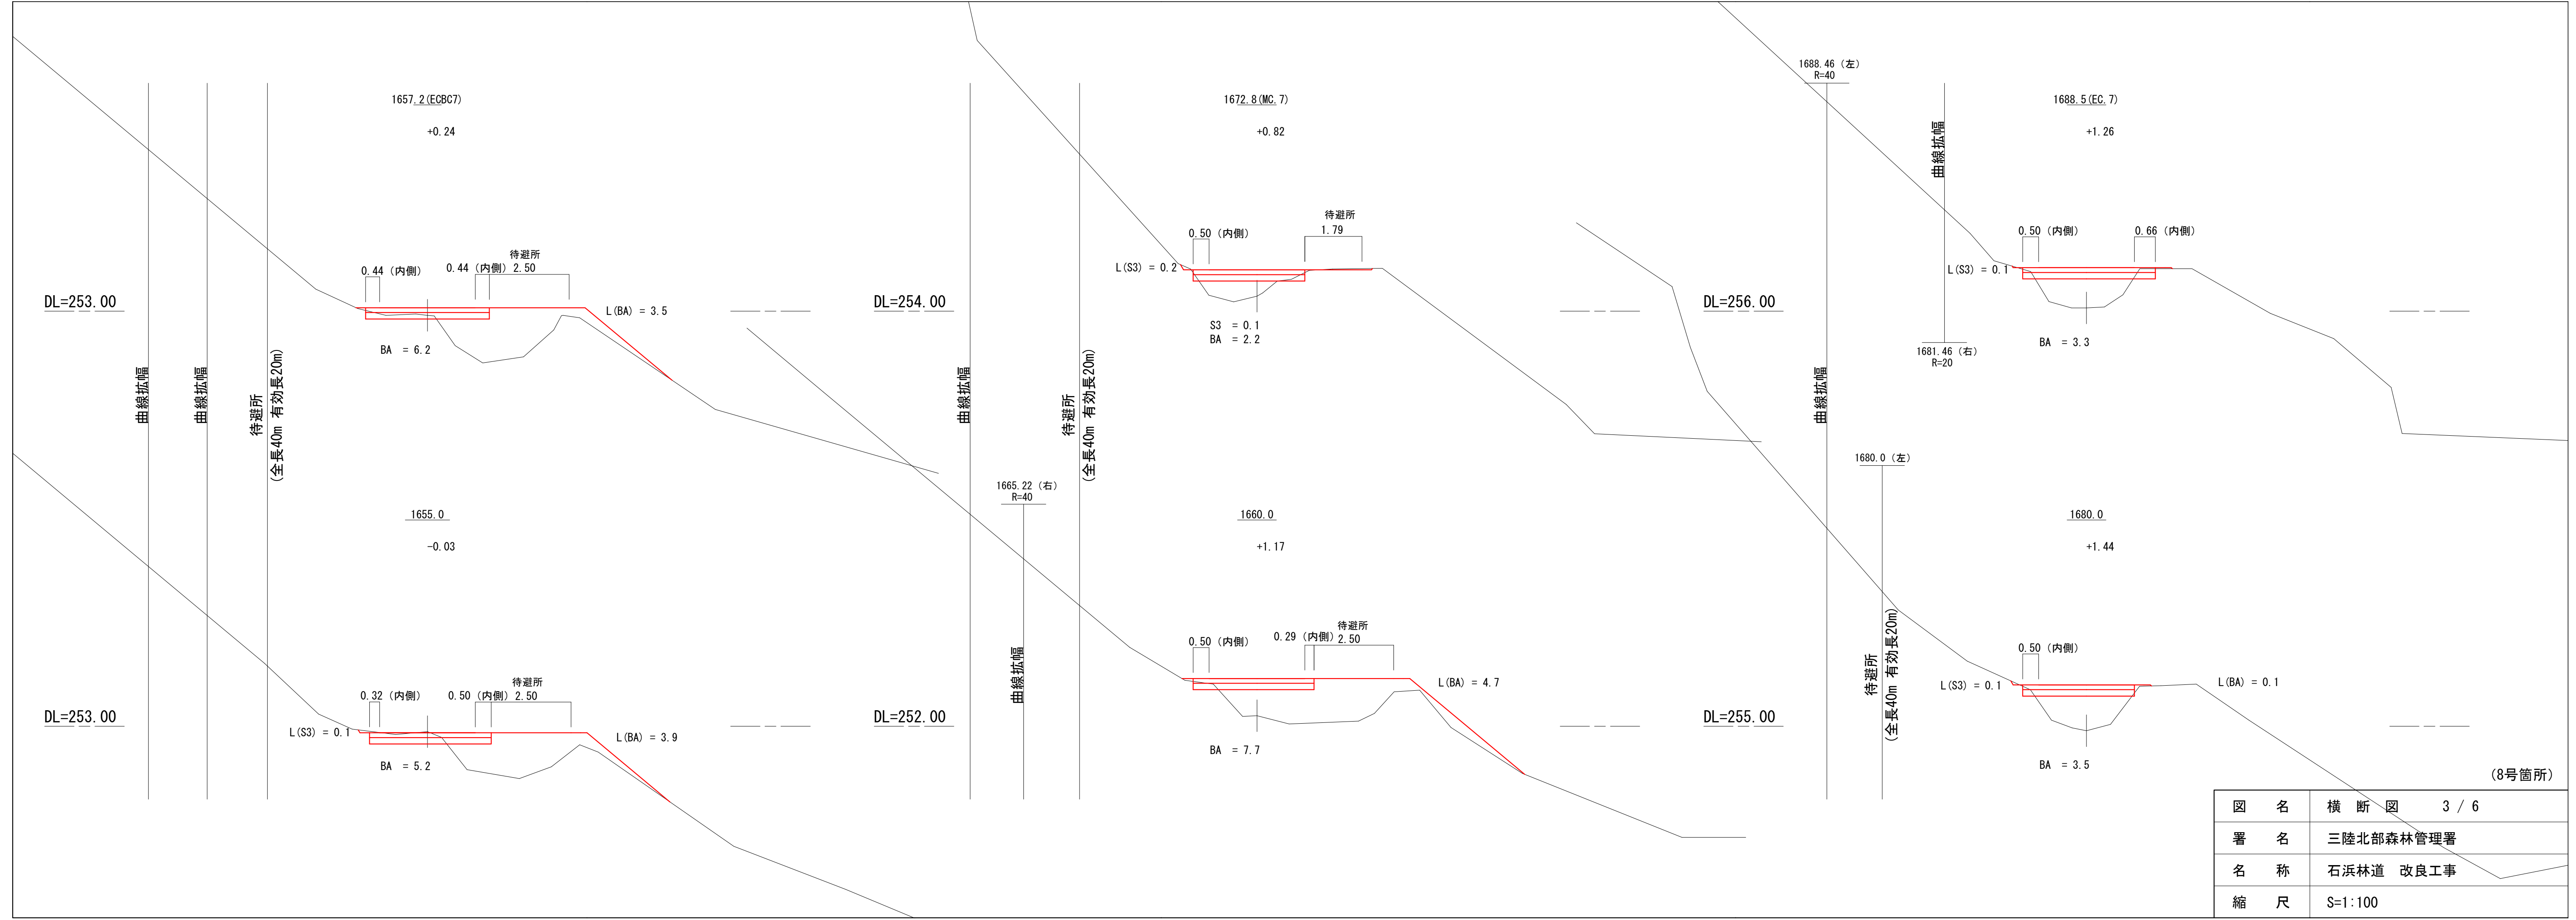 1657.2(ECBC7)
+0.24
0.44 (内側)
0.44 (内側)
待避所
2.50
DL=253.00
L(BA) = 3.5
BA = 6.2
曲線拡幅
曲線拡幅
待避所
(全長40m 有効長20m)
1655.0
-0.03
0.32 (内側)
0.50 (内側)
待避所
2.50
DL=253.00
L(S3) = 0.1
L(BA) = 3.9
BA = 5.2
1672.8(MC.7)
+0.82
0.50 (内側)
待避所
1.79
L(S3) = 0.2
DL=254.00
S3 = 0.1
BA = 2.2
曲線拡幅
1665.22 (右)
R=40
曲線拡幅
待避所
(全長40m 有効長20m)
1660.0
+1.17
0.50 (内側)
0.29 (内側)
待避所
2.50
DL=252.00
L(BA) = 4.7
BA = 7.7
1688.46 (左)
R=40
曲線拡幅
曲線拡幅
1681.46 (右)
R=20
1688.5(EC.7)
+1.26
0.50 (内側)
0.66 (内側)
L(S3) = 0.1
DL=256.00
BA = 3.3
1680.0 (左)
待避所
(全長40m 有効長20m)
1680.0
+1.44
0.50 (内側)
L(S3) = 0.1
L(BA) = 0.1
DL=255.00
BA = 3.5
(8号箇所)
図 名 横 断 図 3 / 6
署 名 三陸北部森林管理署
名 称 石浜林道 改良工事
縮 尺 S=1:100